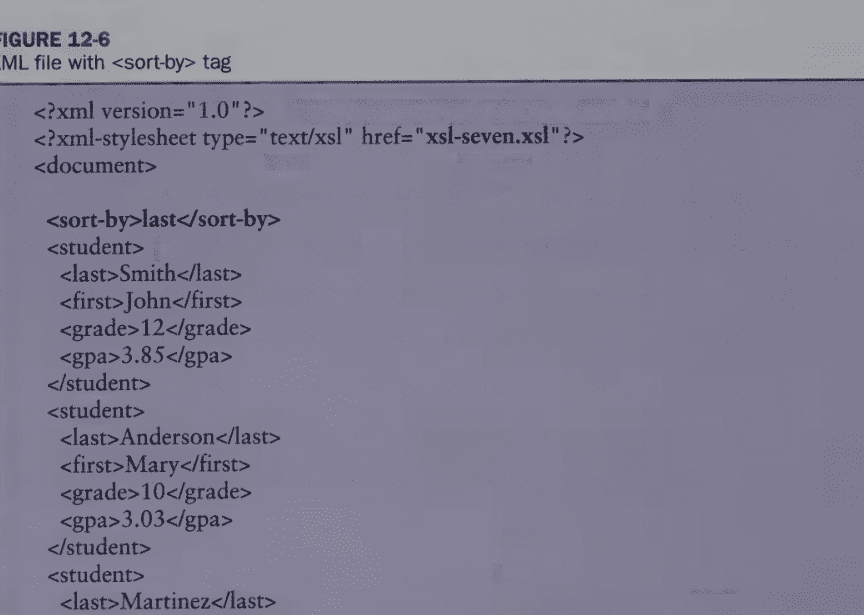 FIGURE 12-6
XML file with <sort-by> tag
<?xml version="1.0"?>
<?xml-stylesheet type="text/xsl" href="xsl-seven.xsl"?>
<document>
<sort-by>last</sort-by>
<student>
<last>Smith</last>
<first>John</first>
<grade>12</grade>
<gpa>3.85</gpa>
</student>
<student>
<last>Anderson</last>
<first>Mary</first>
<grade>10</grade>
<gpa>3.03</gpa>
</student>
<student>
<last>Martinez</last>